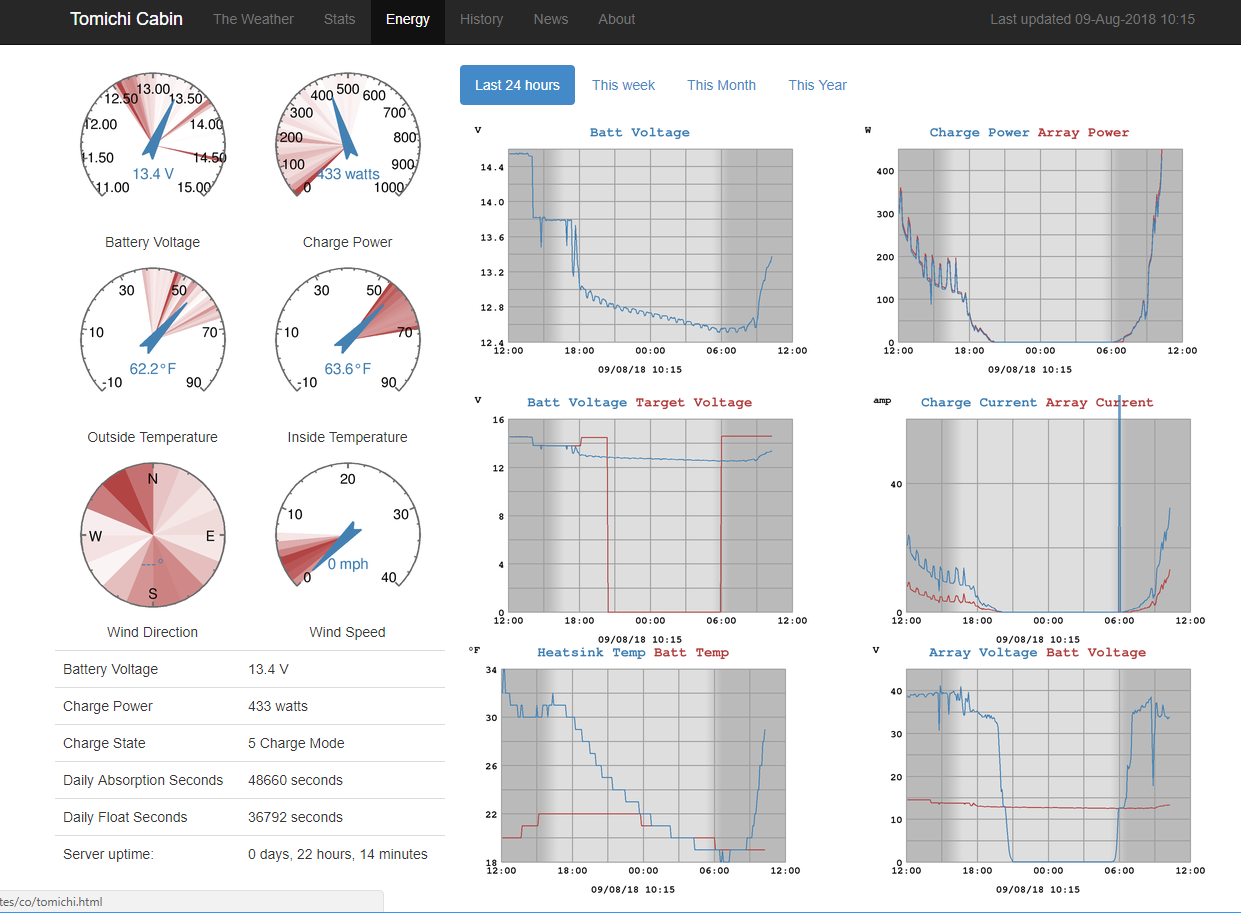 Tomichi Cabin The Weather Stats Energy History News About Last updated 09-Aug-2018 10:15
Last 24 hours This week This Month This Year
11.00 11.50 12.00 12.50 13.00 13.50 14.00 14.50 15.00
13.4 V
Battery Voltage
0 100 200 300 400 500 600 700 800 900 1000
433 watts
Charge Power
-10 10 30 50 70 90
62.2°F
Outside Temperature
-10 10 30 50 70 90
63.6°F
Inside Temperature
N
W E
S
---°
Wind Direction
0 10 20 30 40
0 mph
Wind Speed
Battery Voltage 13.4 V
Charge Power 433 watts
Charge State 5 Charge Mode
Daily Absorption Seconds 48660 seconds
Daily Float Seconds 36792 seconds
Server uptime: 0 days, 22 hours, 14 minutes
V Batt Voltage
14.4
14.0
13.6
13.2
12.8
12.4
12:00 18:00 00:00 06:00 12:00
09/08/18 10:15
W Charge Power Array Power
400
300
200
100
0
12:00 18:00 00:00 06:00 12:00
09/08/18 10:15
V Batt Voltage Target Voltage
16
12
8
4
0
12:00 18:00 00:00 06:00 12:00
09/08/18 10:15
amp Charge Current Array Current
40
0
12:00 18:00 00:00 06:00 12:00
09/08/18 10:15
°F Heatsink Temp Batt Temp
34
30
26
22
18
12:00 18:00 00:00 06:00 12:00
09/08/18 10:15
V Array Voltage Batt Voltage
40
30
20
10
0
12:00 18:00 00:00 06:00 12:00
09/08/18 10:15
tes/co/tomichi.html